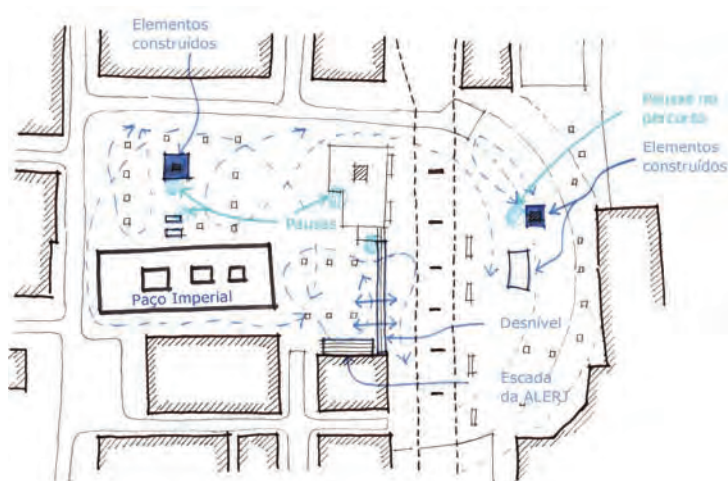 Elementos
construídos
Pausas no
percurso
Elementos
construídos
Pausas
Paço Imperial
Desnível
Escada
da ALERJ